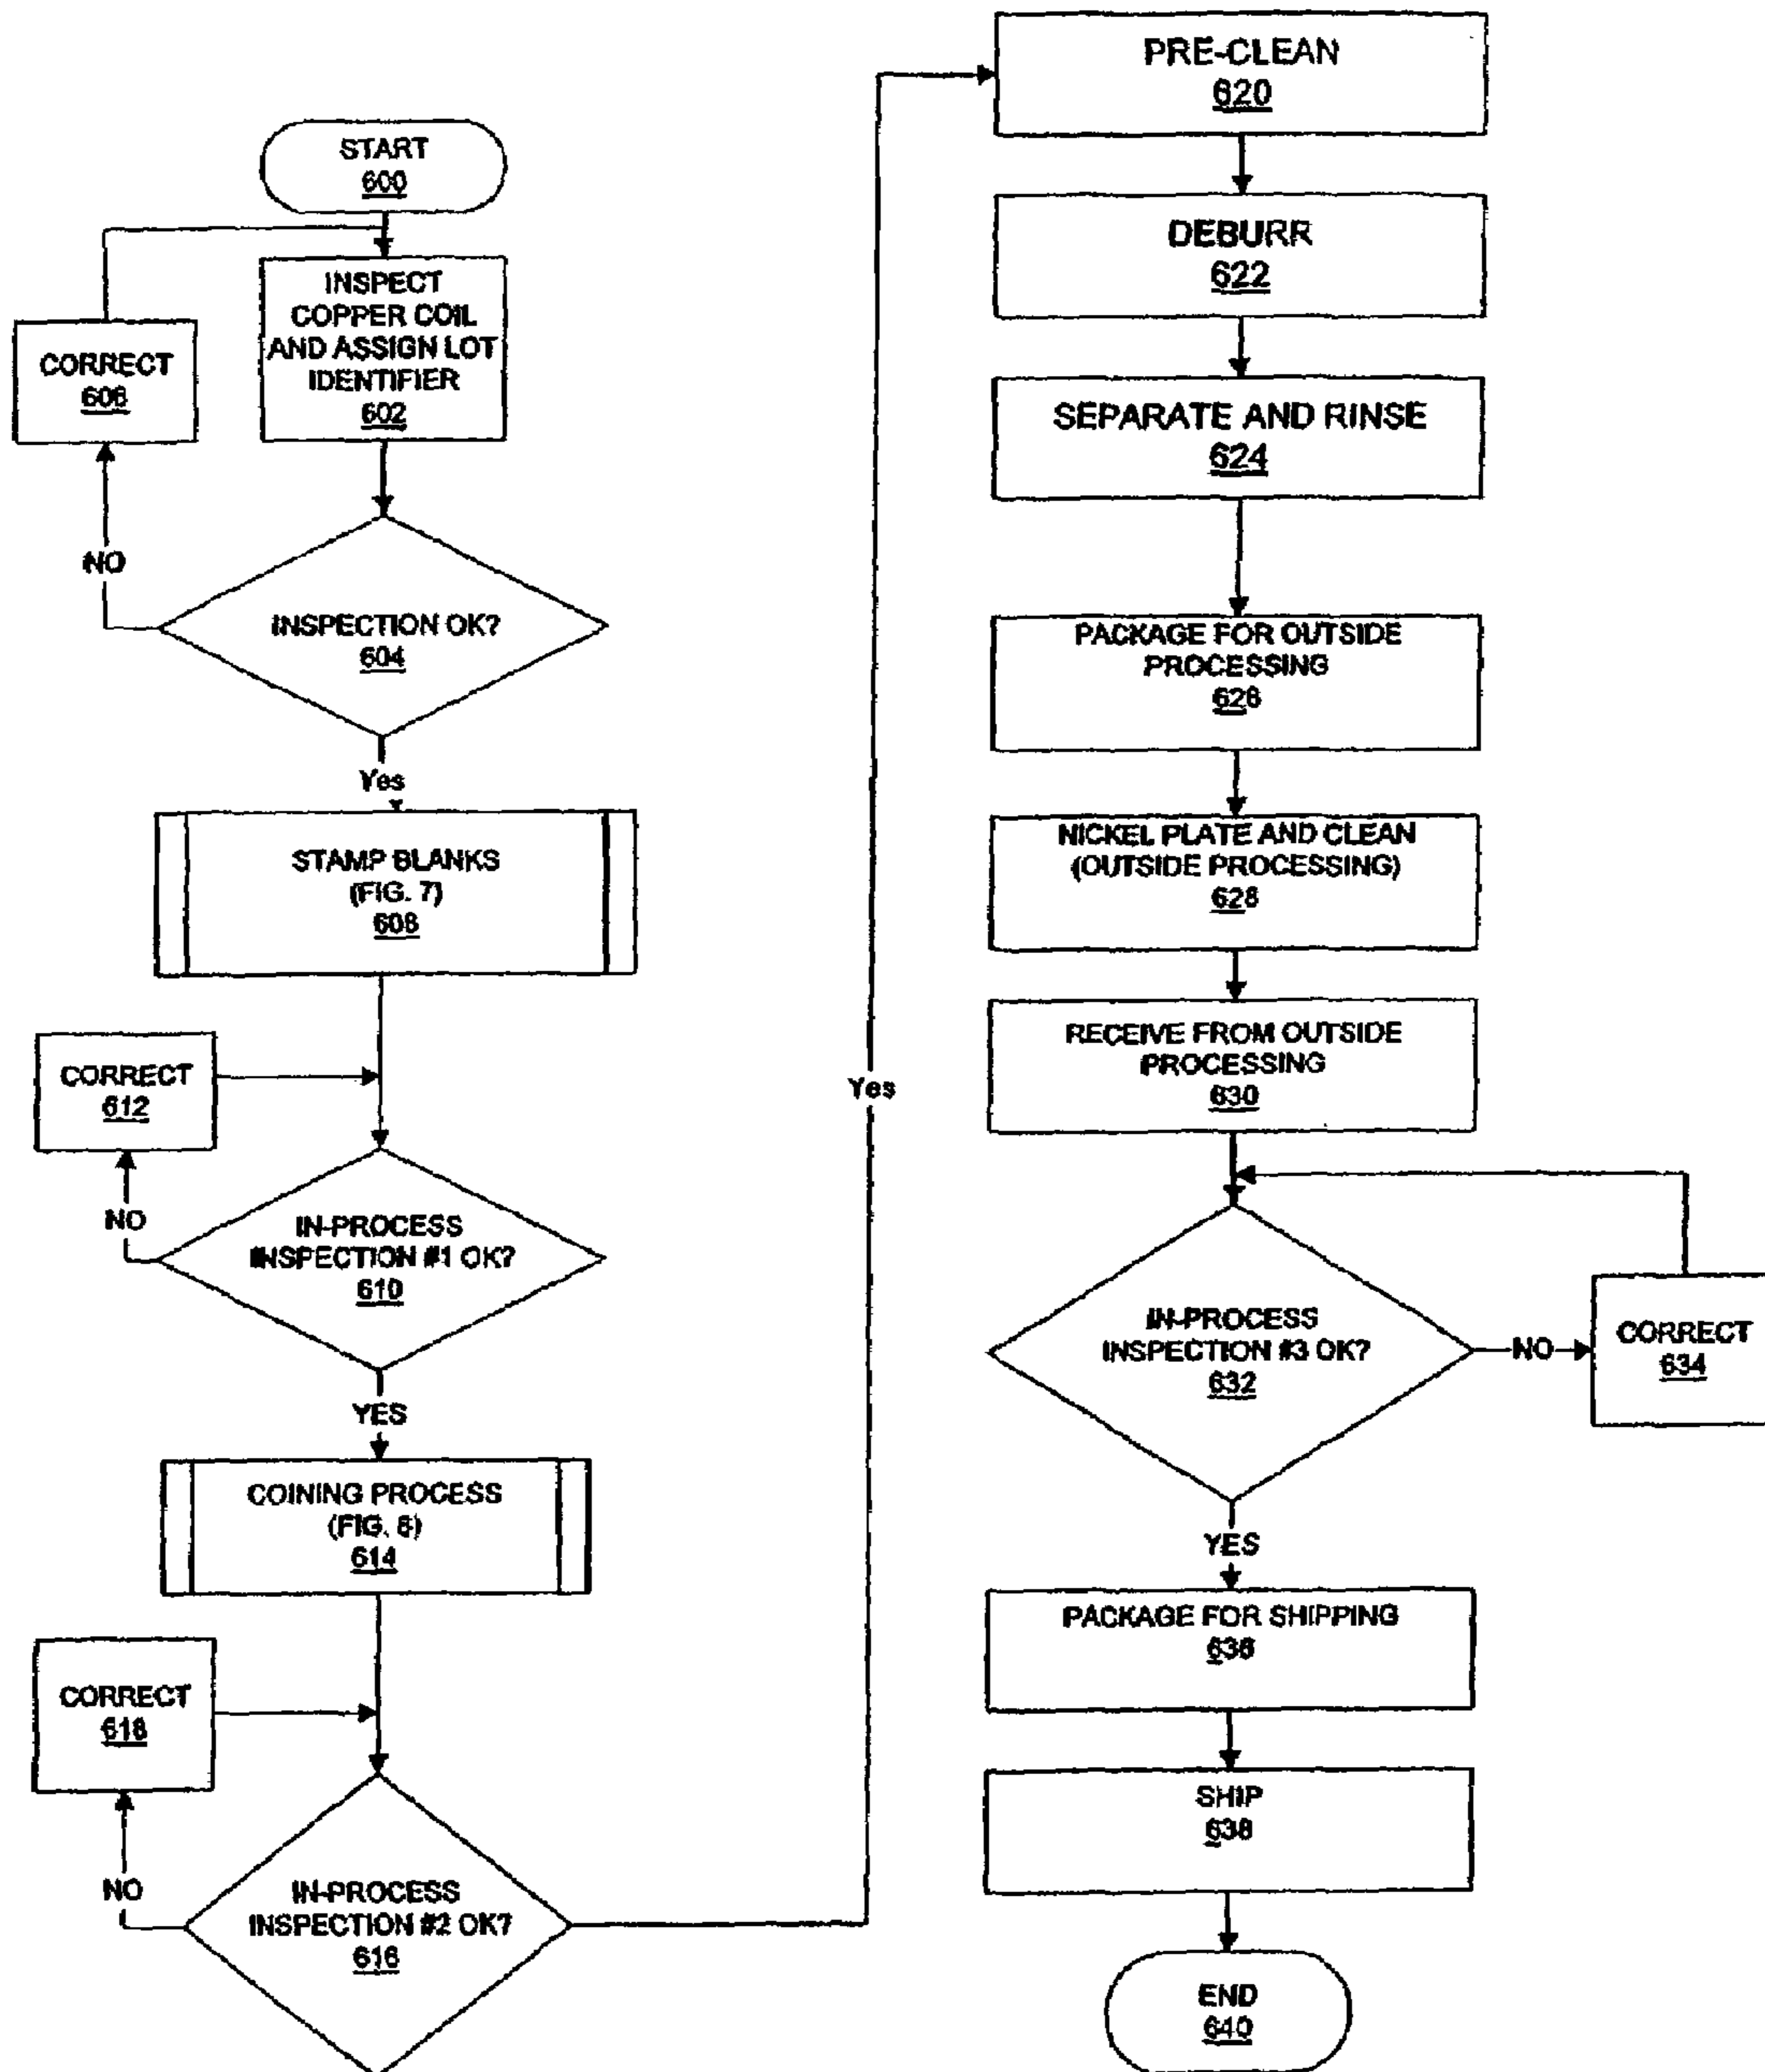 START
600
INSPECT
COPPER COIL
AND ASSIGN LOT
IDENTIFIER
602
CORRECT
606
NO
INSPECTION OK?
604
Yes
STAMP BLANKS
(FIG. 7)
608
CORRECT
612
NO
IN-PROCESS
INSPECTION #1 OK?
610
YES
COINING PROCESS
(FIG. 8)
614
CORRECT
618
NO
IN-PROCESS
INSPECTION #2 OK?
616
Yes
PRE-CLEAN
620
DEBURR
622
SEPARATE AND RINSE
624
PACKAGE FOR OUTSIDE
PROCESSING
626
NICKEL PLATE AND CLEAN
(OUTSIDE PROCESSING)
628
RECEIVE FROM OUTSIDE
PROCESSING
630
IN-PROCESS
INSPECTION #3 OK?
632
NO
CORRECT
634
YES
PACKAGE FOR SHIPPING
636
SHIP
638
END
640